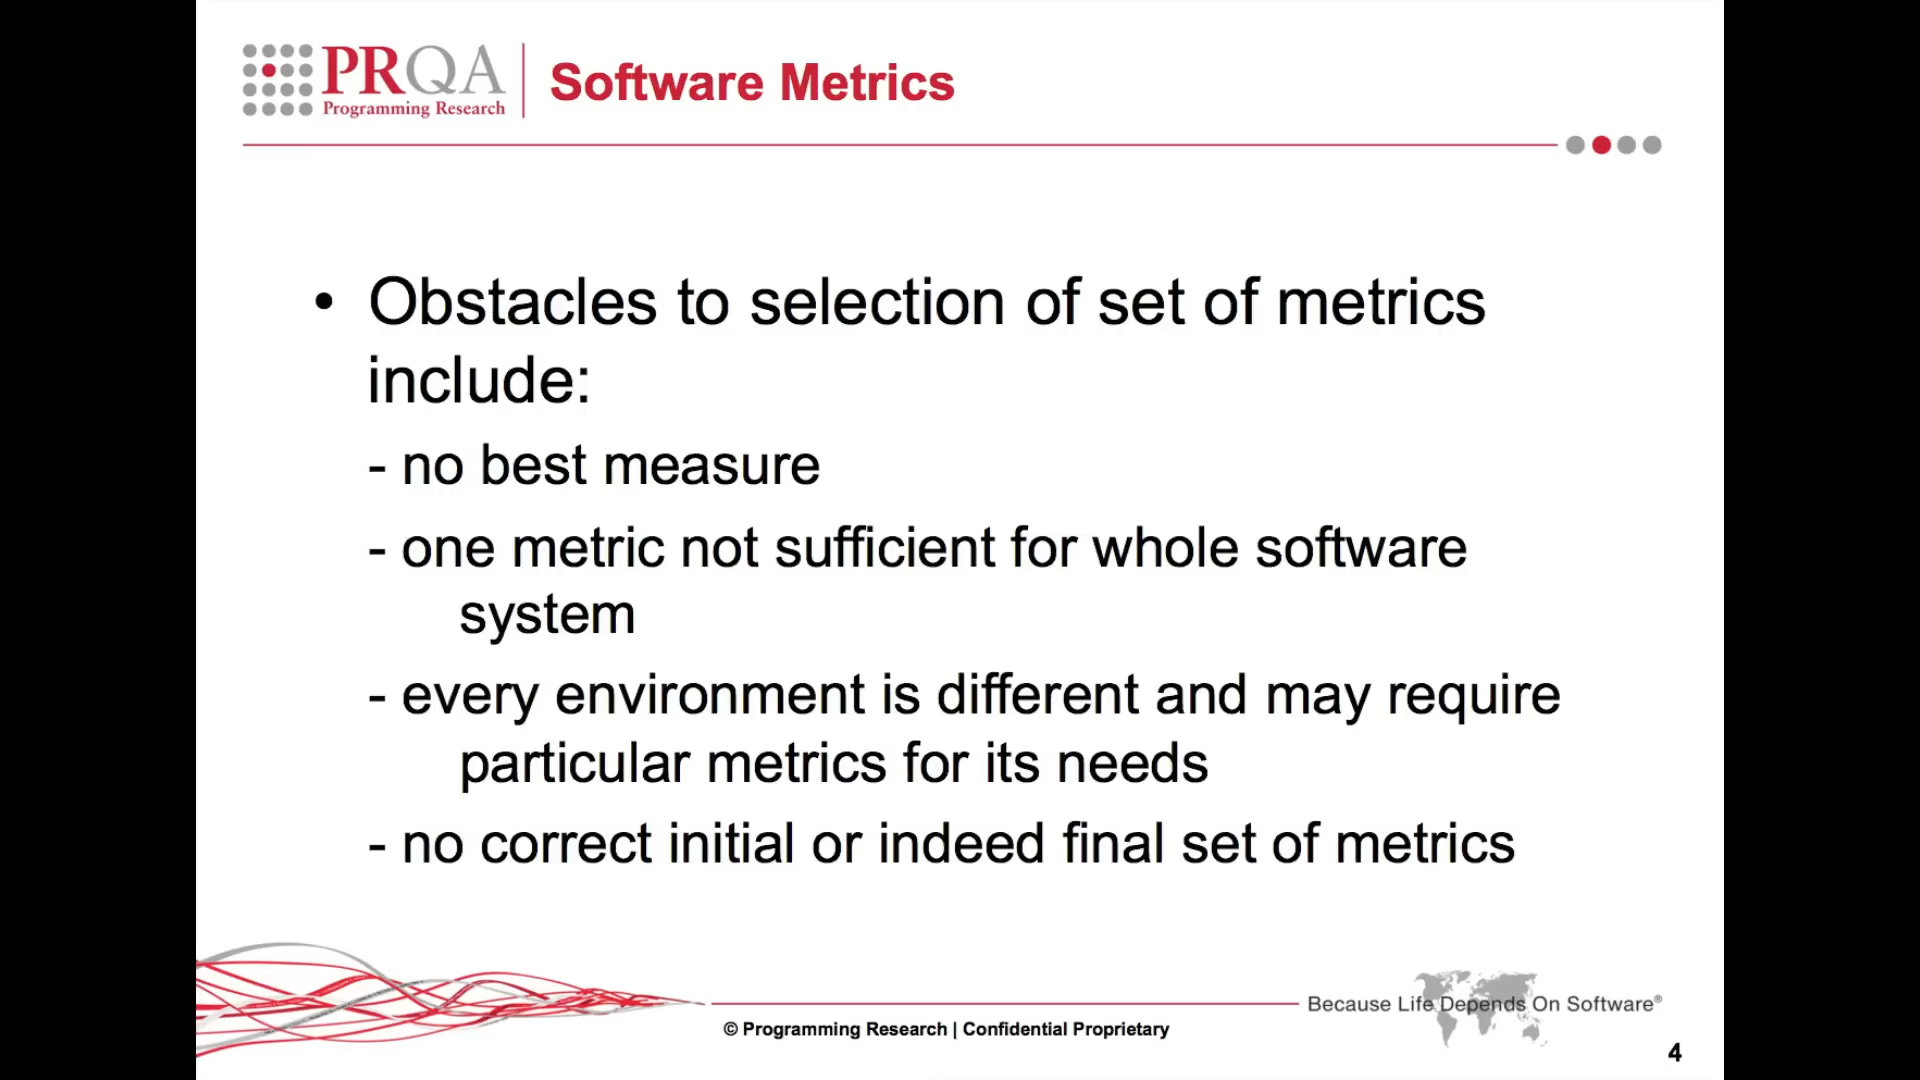 PRQA
Programming Research
Software Metrics
• Obstacles to selection of set of metrics
include:
- no best measure
- one metric not sufficient for whole software
system
- every environment is different and may require
particular metrics for its needs
- no correct initial or indeed final set of metrics
Because Life Depends On Software®
© Programming Research | Confidential Proprietary
4